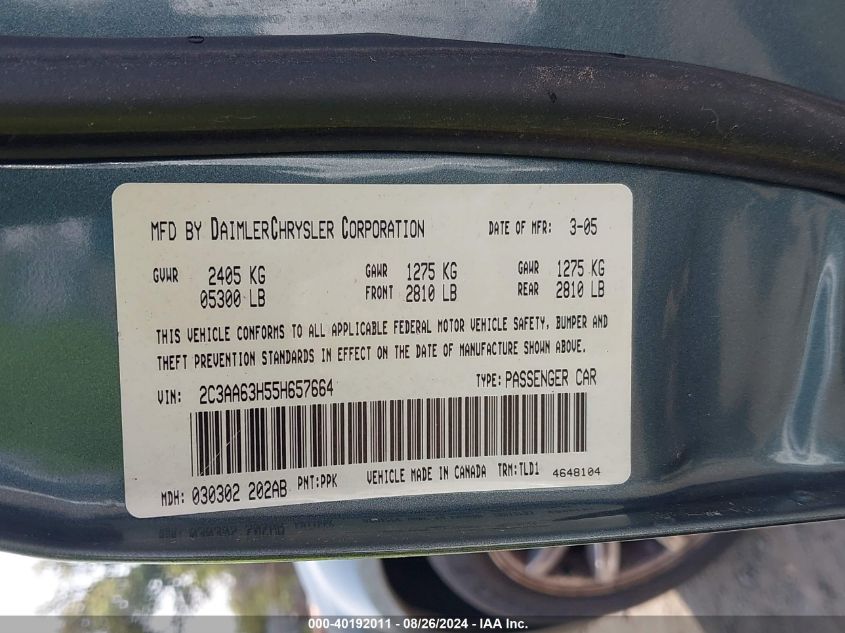 MFD BY DAIMLERCHRYSLER CORPORATION DATE OF MFR: 3-05
GVWR 2405 KG GAWR 1275 KG GAWR 1275 KG
05300 LB FRONT 2810 LB REAR 2810 LB
THIS VEHICLE CONFORMS TO ALL APPLICABLE FEDERAL MOTOR VEHICLE SAFETY, BUMPER AND
THEFT PREVENTION STANDARDS IN EFFECT ON THE DATE OF MANUFACTURE SHOWN ABOVE.
VIN: 2C3AA63H55H657664 TYPE: PASSENGER CAR
MDH: 030302 202AB PNT:PPK VEHICLE MADE IN CANADA TRM:TLD1 4648104
000-40192011 - 08/26/2024 - IAA Inc.